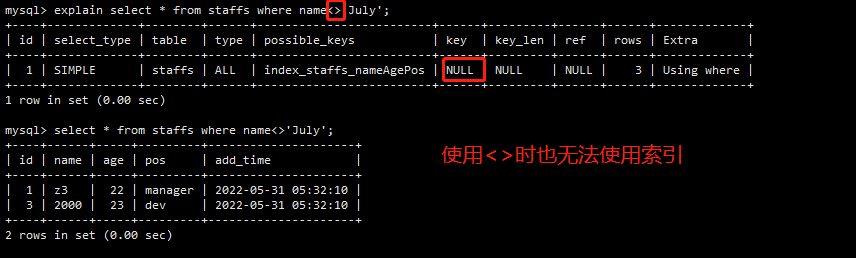 mysql> explain select * from staffs where name<>'July';
+----+-------------+--------+------+-----------------------+------+---------+------+------+-------------+
| id | select_type | table  | type | possible_keys         | key  | key_len | ref  | rows | Extra       |
+----+-------------+--------+------+-----------------------+------+---------+------+------+-------------+
|  1 | SIMPLE      | staffs | ALL  | index_staffs_nameAgePos | NULL | NULL    | NULL |    3 | Using where |
+----+-------------+--------+------+-----------------------+------+---------+------+------+-------------+
1 row in set (0.00 sec)
mysql> select * from staffs where name<>'July';
+----+------+-----+---------+---------------------+
| id | name | age | pos     | add_time            |
+----+------+-----+---------+---------------------+
|  1 | z3   |  22 | manager | 2022-05-31 05:32:10 |
|  3 | 2000 |  23 | dev     | 2022-05-31 05:32:10 |
+----+------+-----+---------+---------------------+
2 rows in set (0.00 sec)
使用<>时也无法使用索引